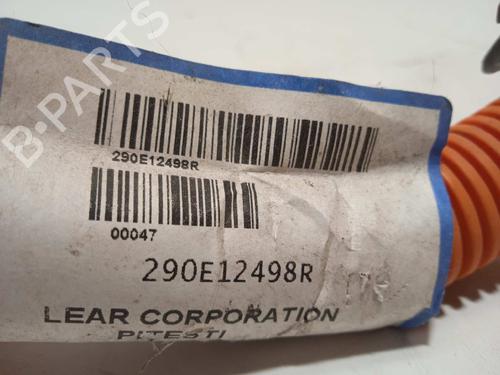 B-PARTS
290E12498R
00047
290E12498R
LEAR CORPORATION
PITESTI